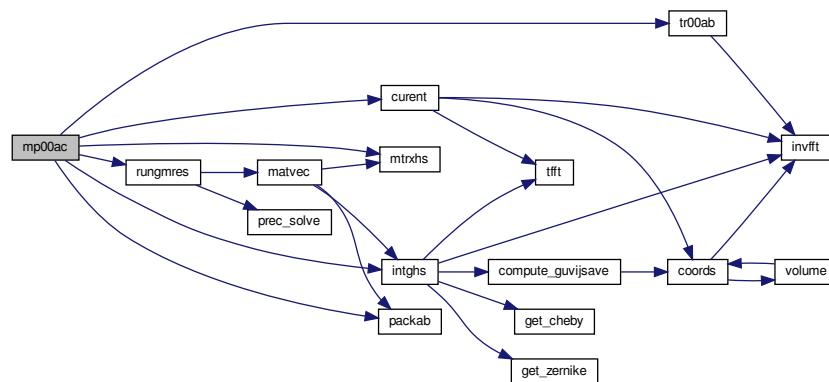 tr00ab
curent
mp00ac
mtrxhs
invfft
rungmres
matvec
tfft
prec_solve
intghs
compute_guvijsave
coords
volume
packab
get_cheby
get_zernike